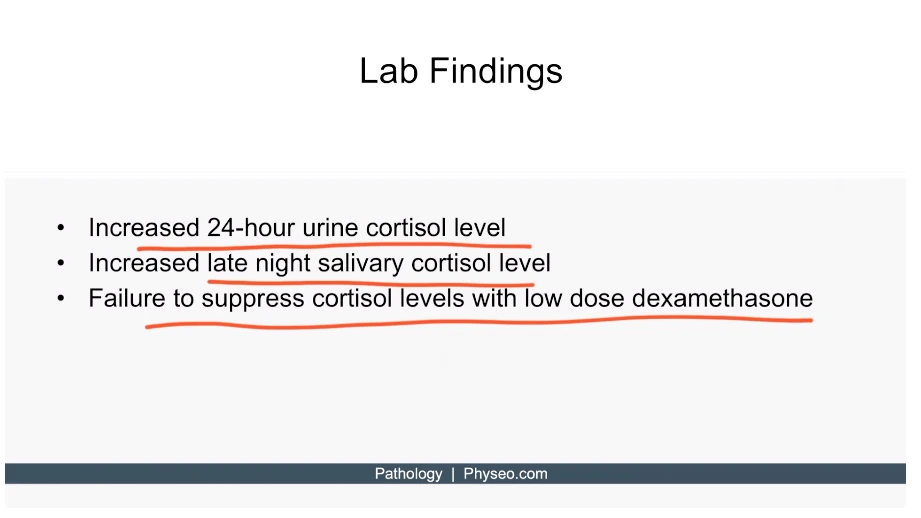 Lab Findings
• Increased 24-hour urine cortisol level
• Increased late night salivary cortisol level
• Failure to suppress cortisol levels with low dose dexamethasone
Pathology | Physeo.com